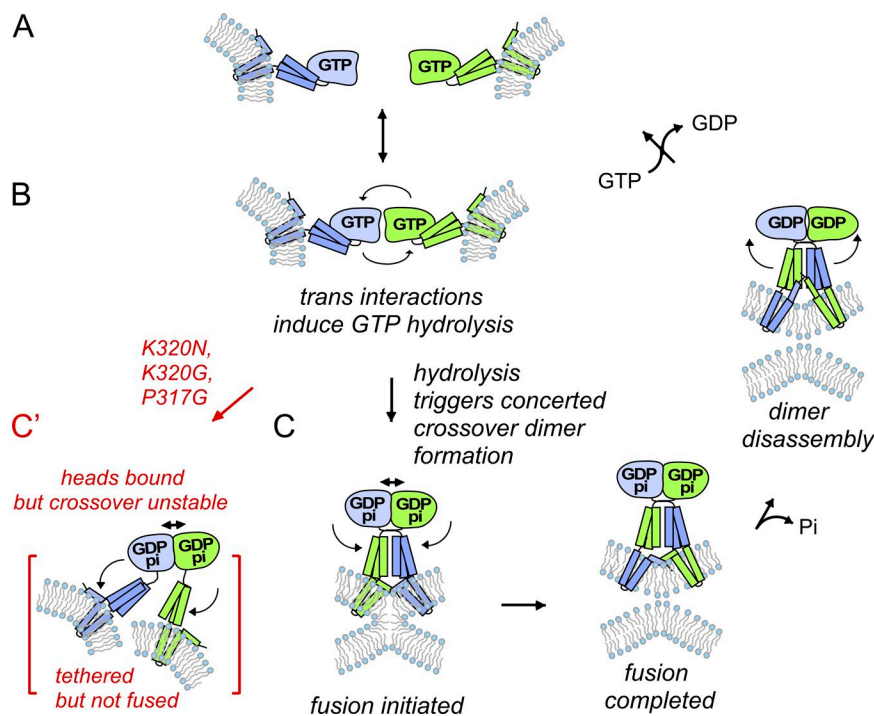 A
GTP
GTP
GDP
GTP
B
GTP
GTP
trans interactions
induce GTP hydrolysis
GDP
GDP
dimer
disassembly
K320N,
K320G,
P317G
hydrolysis
triggers concerted
crossover dimer
formation
C'
C
heads bound
but crossover unstable
GDP
pi
GDP
pi
tethered
but not fused
GDP
pi
GDP
pi
fusion initiated
GDP
pi
GDP
pi
fusion
completed
Pi